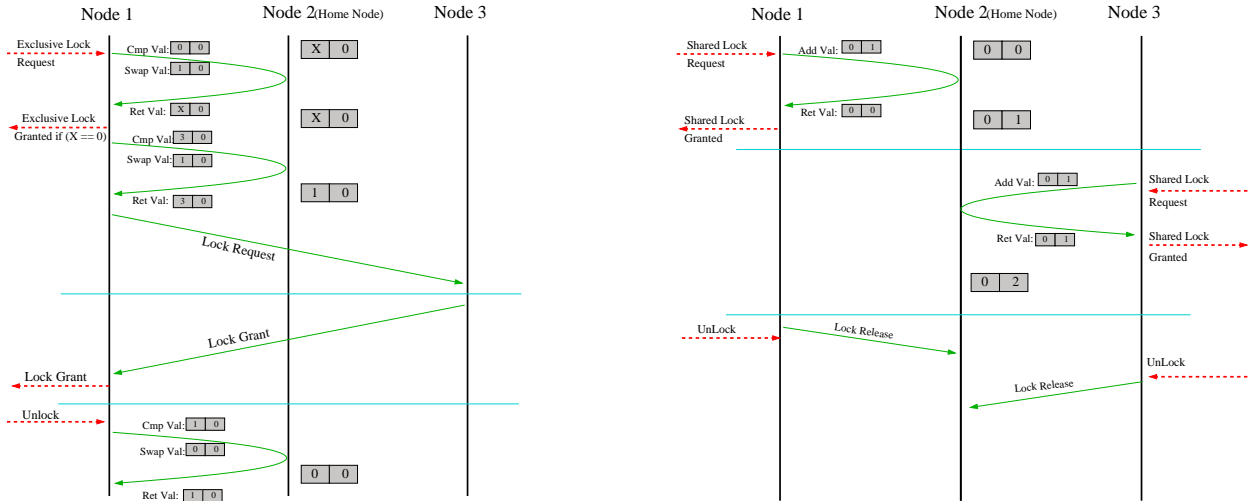 Node 1
Node 2(Home Node)
Node 3
Exclusive Lock
Request
Cmp Val: 0 0
Swap Val: 1 0
X 0
Ret Val: X 0
X 0
Exclusive Lock
Granted if (X == 0)
Cmp Val: 3 0
Swap Val: 1 0
Ret Val: 3 0
1 0
Lock Request
Lock Grant
Lock Grant
Unlock
Cmp Val: 1 0
Swap Val: 0 0
0 0
Ret Val: 1 0
Node 1
Node 2(Home Node)
Node 3
Shared Lock
Request
Add Val: 0 1
0 0
Ret Val: 0 0
0 1
Shared Lock
Granted
Add Val: 0 1
Shared Lock
Request
Ret Val: 0 1
Shared Lock
Granted
0 2
UnLock
Lock Release
UnLock
Lock Release